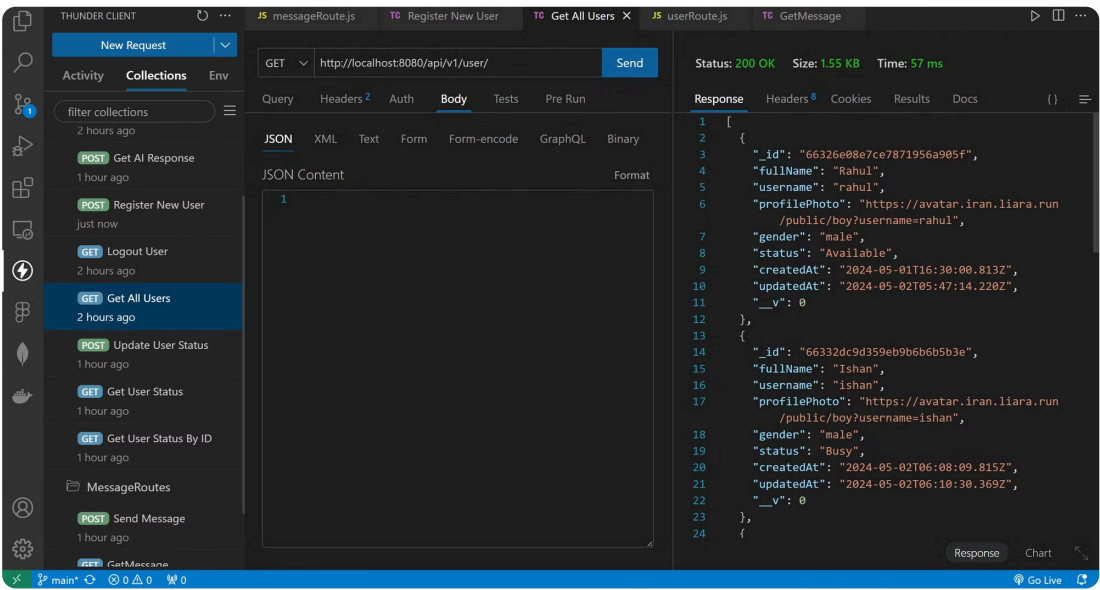 THUNDER CLIENT
New Request
Activity Collections Env
filter collections
2 hours ago
POST Get AI Response
1 hour ago
POST Register New User
just now
GET Logout User
2 hours ago
GET Get All Users
2 hours ago
POST Update User Status
1 hour ago
GET Get User Status
1 hour ago
GET Get User Status By ID
1 hour ago
MessageRoutes
POST Send Message
1 hour ago
GET GetMessage
JS messageRoute.js TC Register New User TC Get All Users JS userRoute.js TC GetMessage
GET http://localhost:8080/api/v1/user/ Send
Query Headers 2 Auth Body Tests Pre Run
JSON XML Text Form Form-encode GraphQL Binary
JSON Content Format
1
Status: 200 OK Size: 1.55 KB Time: 57 ms
Response Headers 8 Cookies Results Docs {}
1 [
2 {
3 "_id": "66326e08e7ce7871956a905f",
4 "fullName": "Rahul",
5 "username": "rahul",
6 "profilePhoto": "https://avatar.iran.liara.run
/public/boy?username=rahul",
7 "gender": "male",
8 "status": "Available",
9 "createdAt": "2024-05-01T16:30:00.813Z",
10 "updatedAt": "2024-05-02T05:47:14.220Z",
11 "__v": 0
12 },
13 {
14 "_id": "66332dc9d359eb9b6b6b5b3e",
15 "fullName": "Ishan",
16 "username": "ishan",
17 "profilePhoto": "https://avatar.iran.liara.run
/public/boy?username=ishan",
18 "gender": "male",
19 "status": "Busy",
20 "createdAt": "2024-05-02T06:08:09.815Z",
21 "updatedAt": "2024-05-02T06:10:30.369Z",
22 "__v": 0
23 },
24 {
Response Chart
1
main* 0 0 0 Go Live